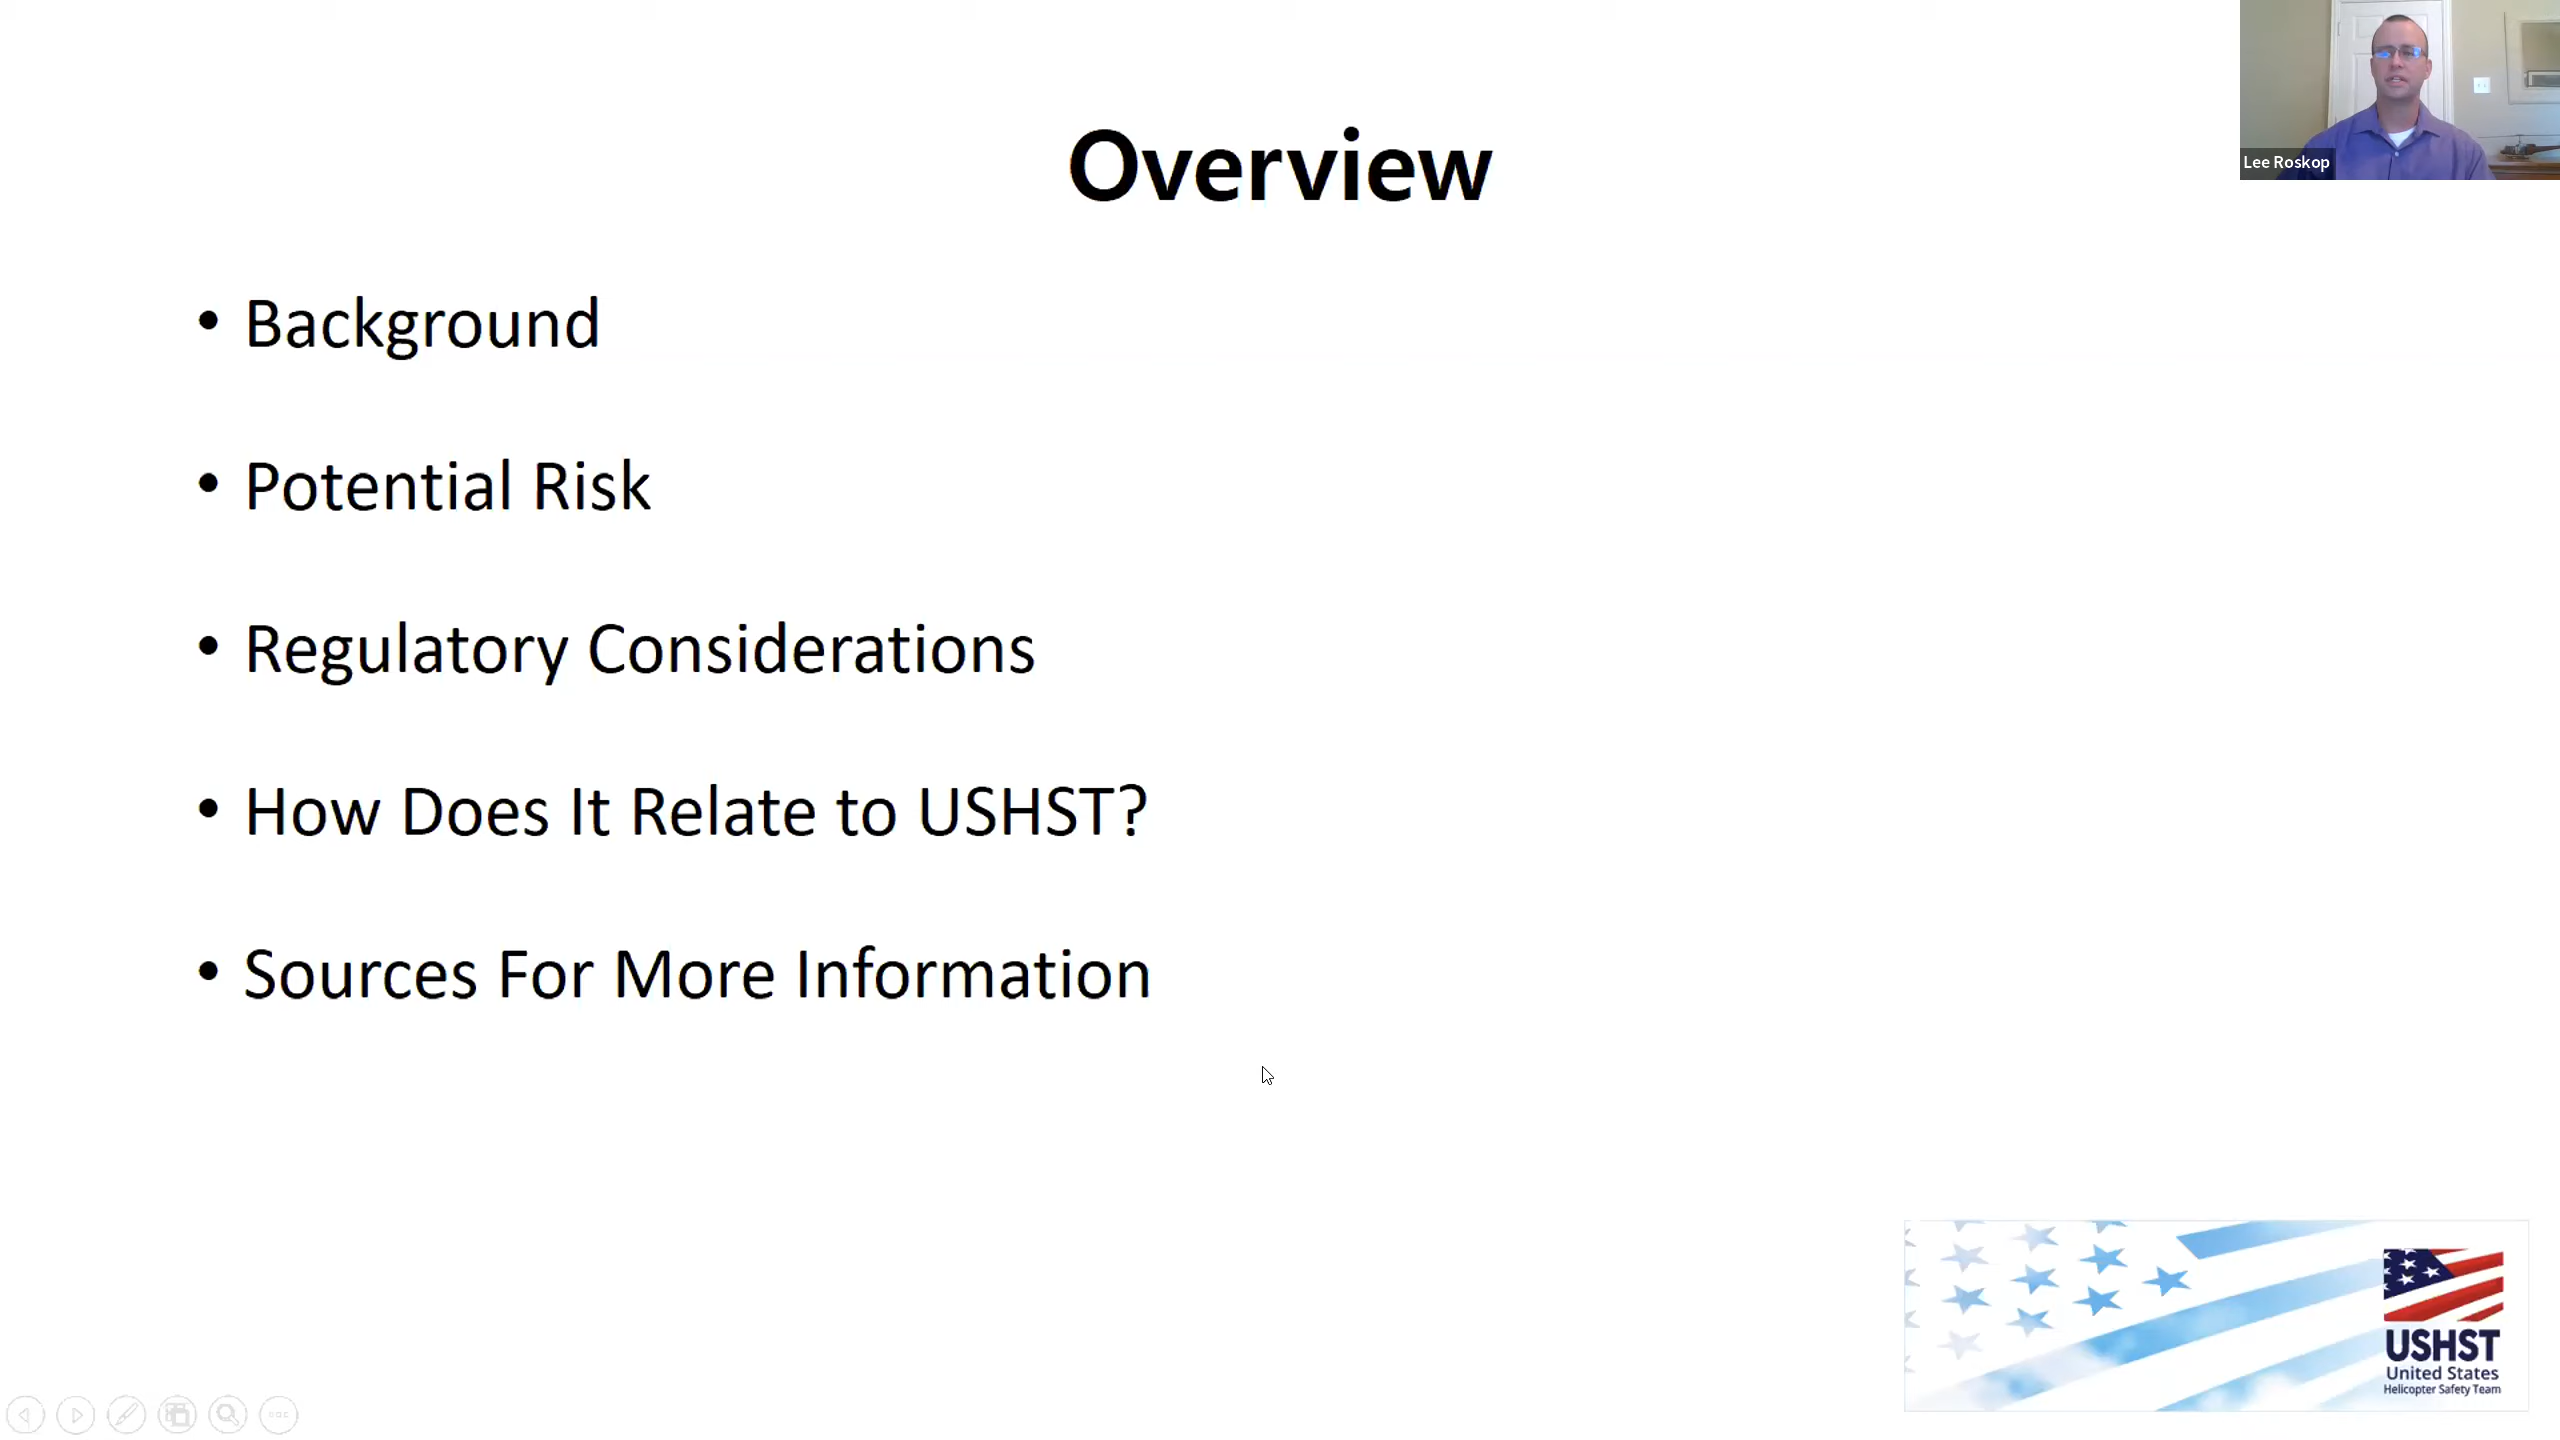 Overview
Lee Roskop
• Background
• Potential Risk
• Regulatory Considerations
• How Does It Relate to USHST?
• Sources For More Information
USHST
United States
Helicopter Safety Team